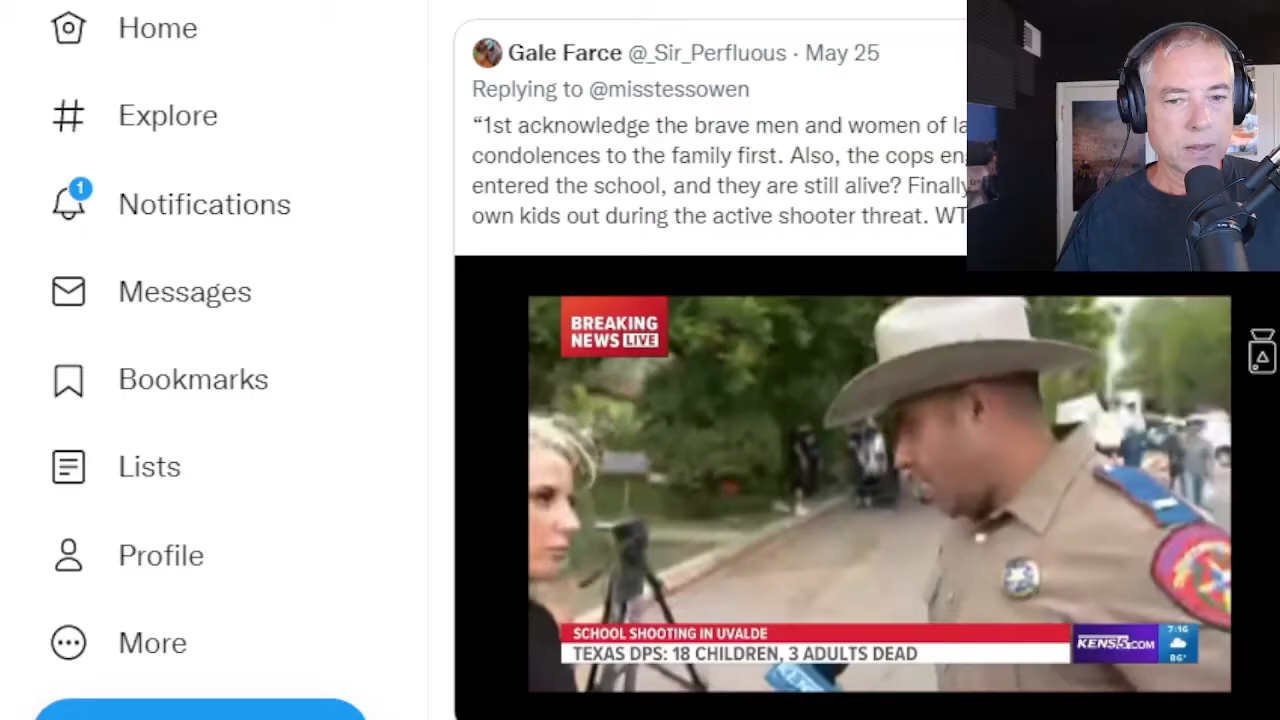 Home
Explore
1
Notifications
Messages
Bookmarks
Lists
Profile
More
Gale Farce @_Sir_Perfluous · May 25
Replying to @misstessowen
“1st acknowledge the brave men and women of la
condolences to the family first. Also, the cops en
entered the school, and they are still alive? Finally
own kids out during the active shooter threat. WT
BREAKING
NEWS LIVE
SCHOOL SHOOTING IN UVALDE
TEXAS DPS: 18 CHILDREN, 3 ADULTS DEAD
KENS5.COM
7:16
86°